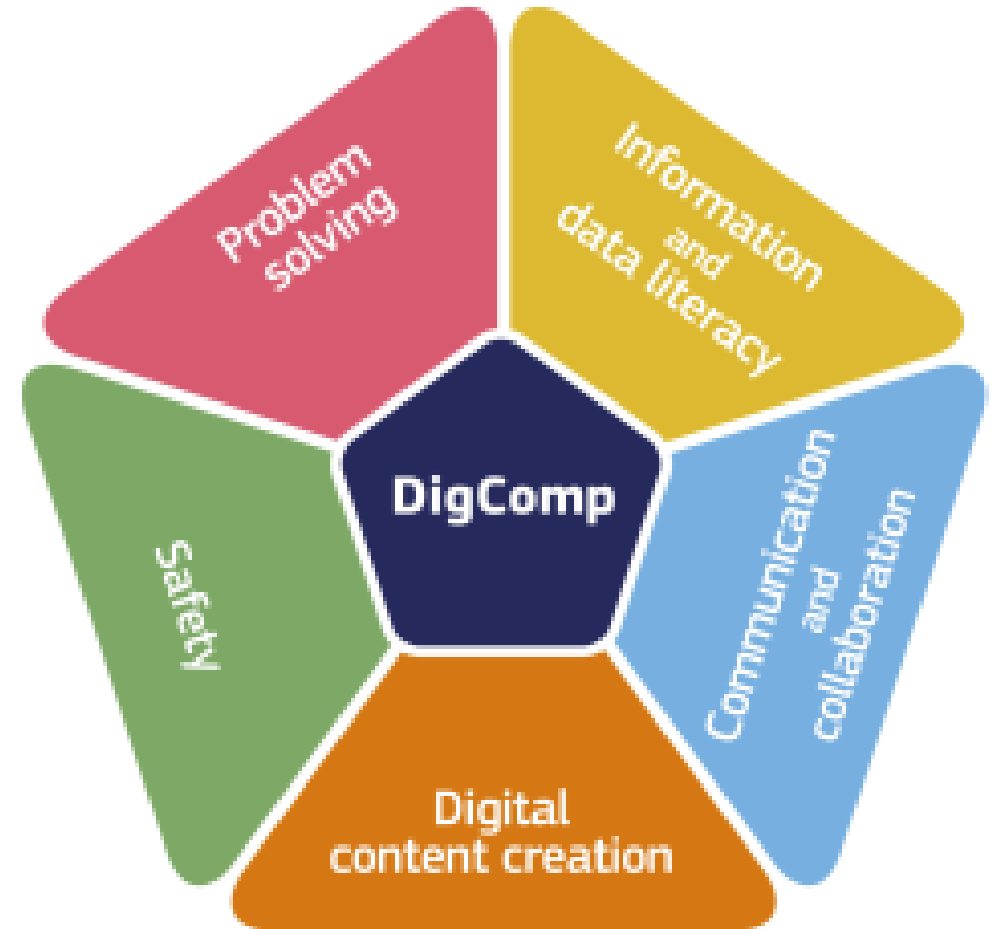 Problem
solving
Information
and
data literacy
DigComp
Communication
and
collaboration
Safety
Digital
content creation